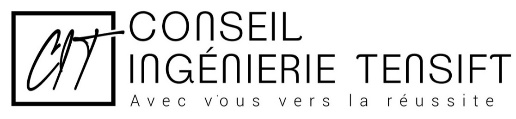 CIT
CONSEIL
INGÉNIERIE TENSIFT
Avec vous vers la réussite